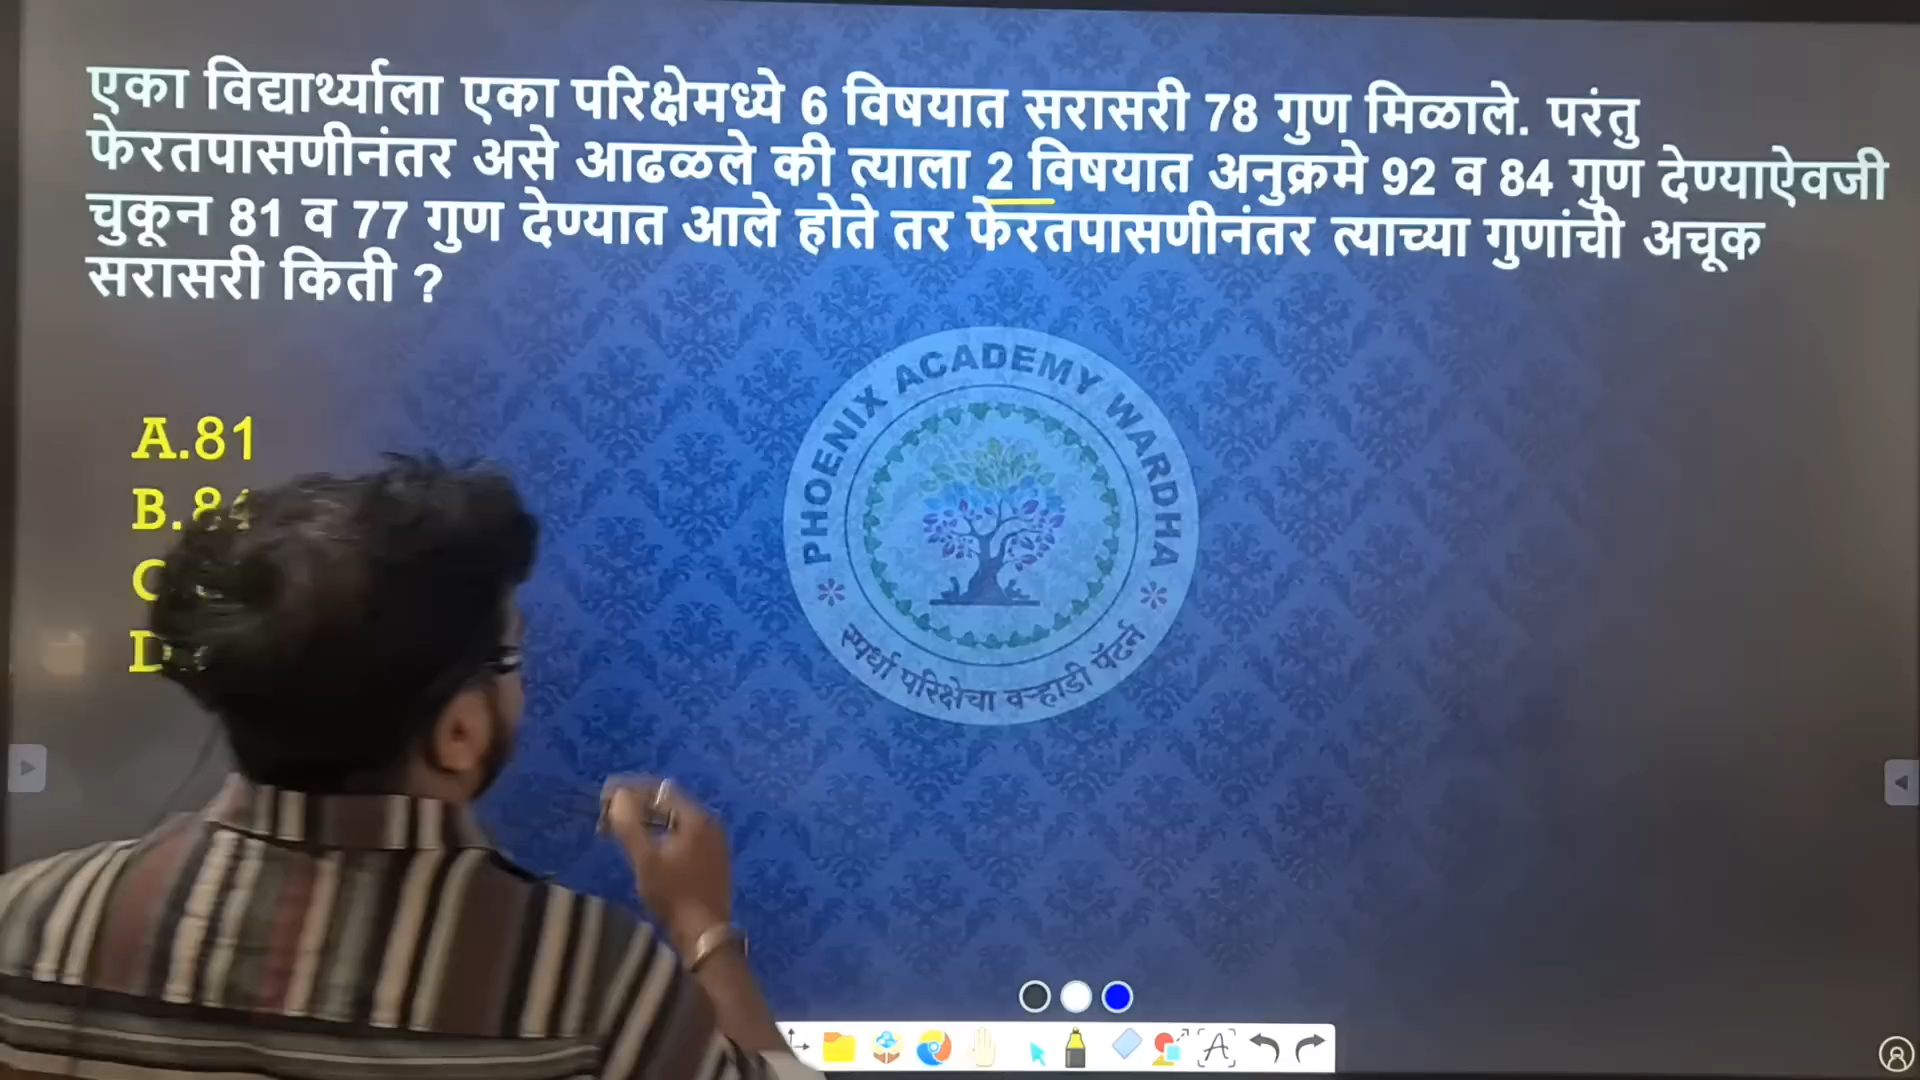 एका विद्यार्थ्याला एका परिक्षेमध्ये 6 विषयात सरासरी 78 गुण मिळाले. परंतु
फेरतपासणीनंतर असे आढळले की त्याला 2 विषयात अनुक्रमे 92 व 84 गुण देण्याऐवजी
चुकून 81 व 77 गुण देण्यात आले होते तर फेरतपासणीनंतर त्याच्या गुणांची अचूक
सरासरी किती ?
A.81
B.84
C
D
PHOENIX ACADEMY WARDHA
स्पर्धा परिक्षेचा वऱ्हाडी पॅटर्न